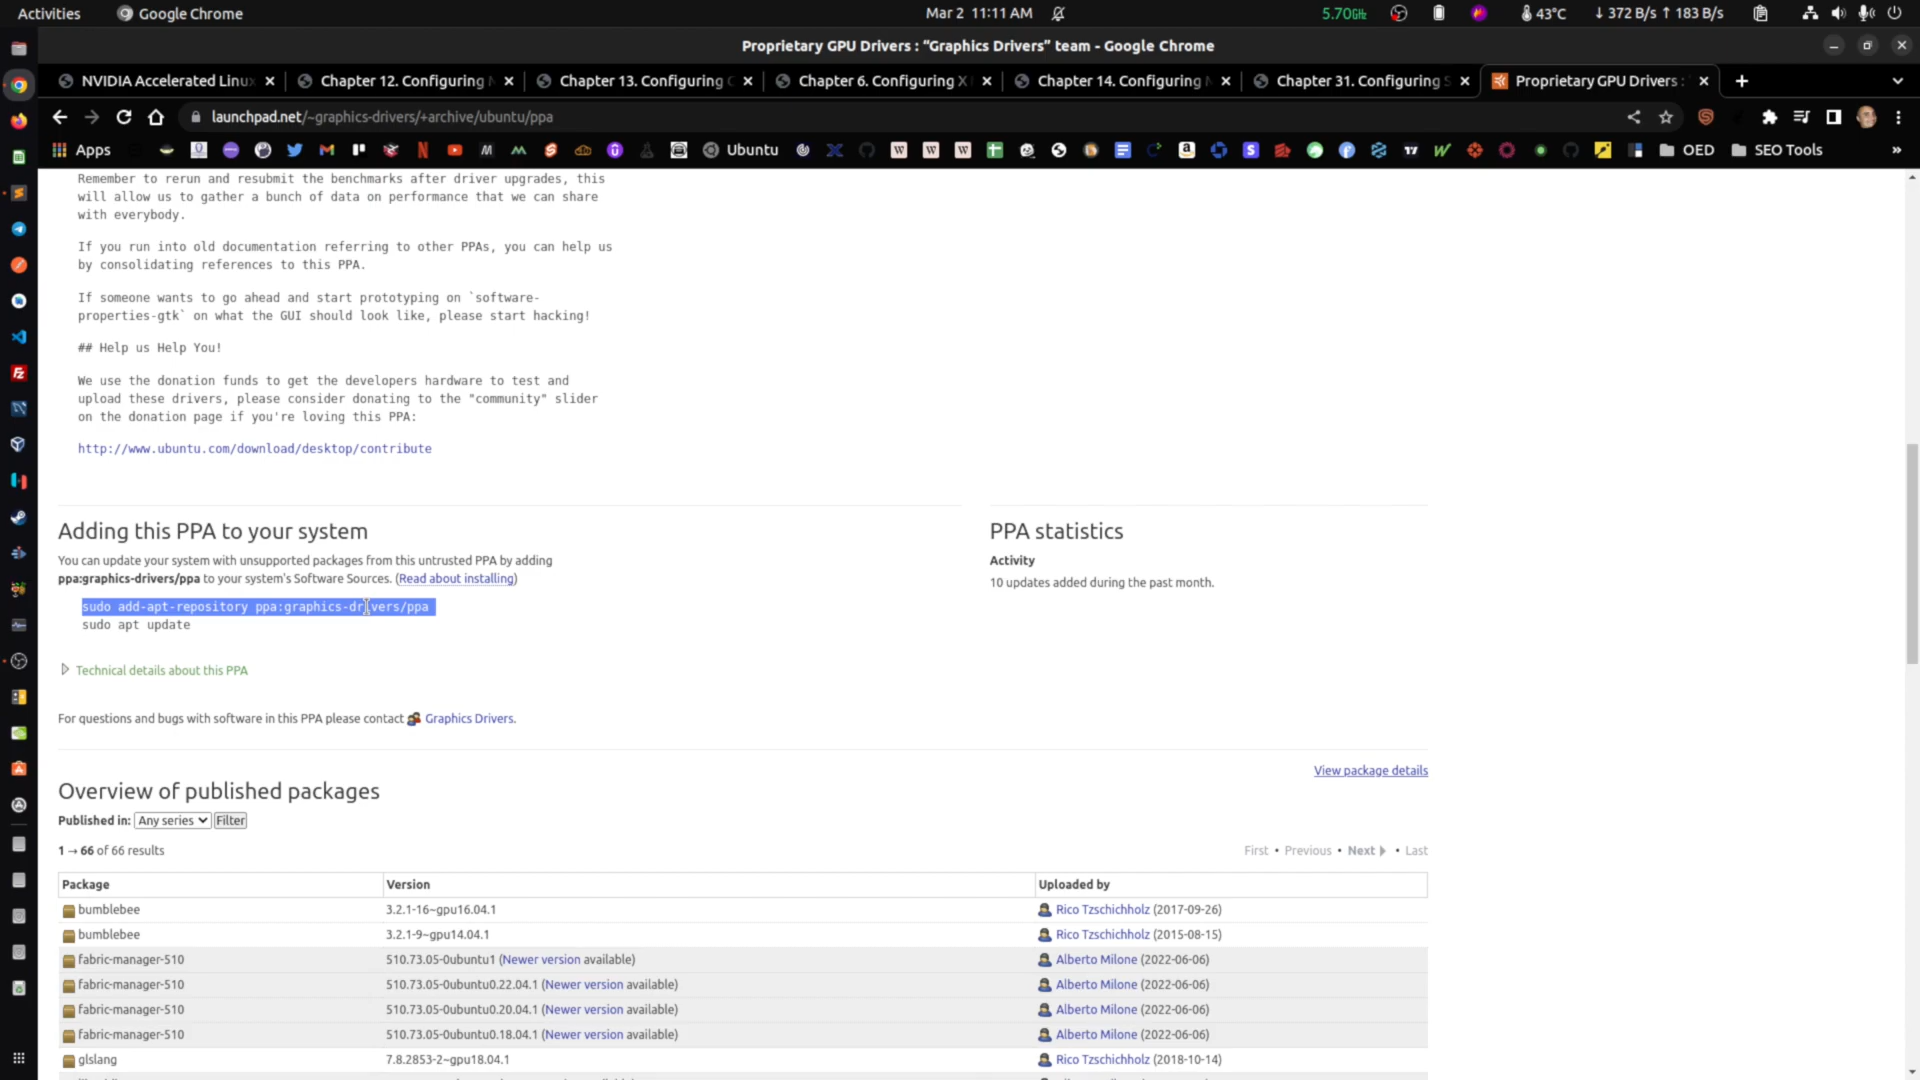 Activities Google Chrome Mar 2 11:11 AM 5.70GHz 43°C ↓ 372 B/s ↑ 183 B/s
Proprietary GPU Drivers : “Graphics Drivers” team - Google Chrome
NVIDIA Accelerated Linux Chapter 12. Configuring Chapter 13. Configuring Chapter 6. Configuring X Chapter 14. Configuring Chapter 31. Configuring Proprietary GPU Drivers :
launchpad.net/~graphics-drivers/+archive/ubuntu/ppa
Apps Ubuntu OED SEO Tools »
Remember to rerun and resubmit the benchmarks after driver upgrades, this
will allow us to gather a bunch of data on performance that we can share
with everybody.
If you run into old documentation referring to other PPAs, you can help us
by consolidating references to this PPA.
If someone wants to go ahead and start prototyping on `software-
properties-gtk` on what the GUI should look like, please start hacking!
## Help us Help You!
We use the donation funds to get the developers hardware to test and
upload these drivers, please consider donating to the "community" slider
on the donation page if you're loving this PPA:
http://www.ubuntu.com/download/desktop/contribute
Adding this PPA to your system
You can update your system with unsupported packages from this untrusted PPA by adding
ppa:graphics-drivers/ppa to your system's Software Sources. (Read about installing)
sudo add-apt-repository ppa:graphics-drivers/ppa
sudo apt update
Technical details about this PPA
For questions and bugs with software in this PPA please contact Graphics Drivers.
PPA statistics
Activity
10 updates added during the past month.
View package details
Overview of published packages
Published in: Any series Filter
1 → 66 of 66 results First • Previous • Next • Last
Package Version Uploaded by
bumblebee 3.2.1-16~gpu16.04.1 Rico Tzschichholz (2017-09-26)
bumblebee 3.2.1-9~gpu14.04.1 Rico Tzschichholz (2015-08-15)
fabric-manager-510 510.73.05-0ubuntu1 (Newer version available) Alberto Milone (2022-06-06)
fabric-manager-510 510.73.05-0ubuntu0.22.04.1 (Newer version available) Alberto Milone (2022-06-06)
fabric-manager-510 510.73.05-0ubuntu0.20.04.1 (Newer version available) Alberto Milone (2022-06-06)
fabric-manager-510 510.73.05-0ubuntu0.18.04.1 (Newer version available) Alberto Milone (2022-06-06)
glslang 7.8.2853-2~gpu18.04.1 Rico Tzschichholz (2018-10-14)